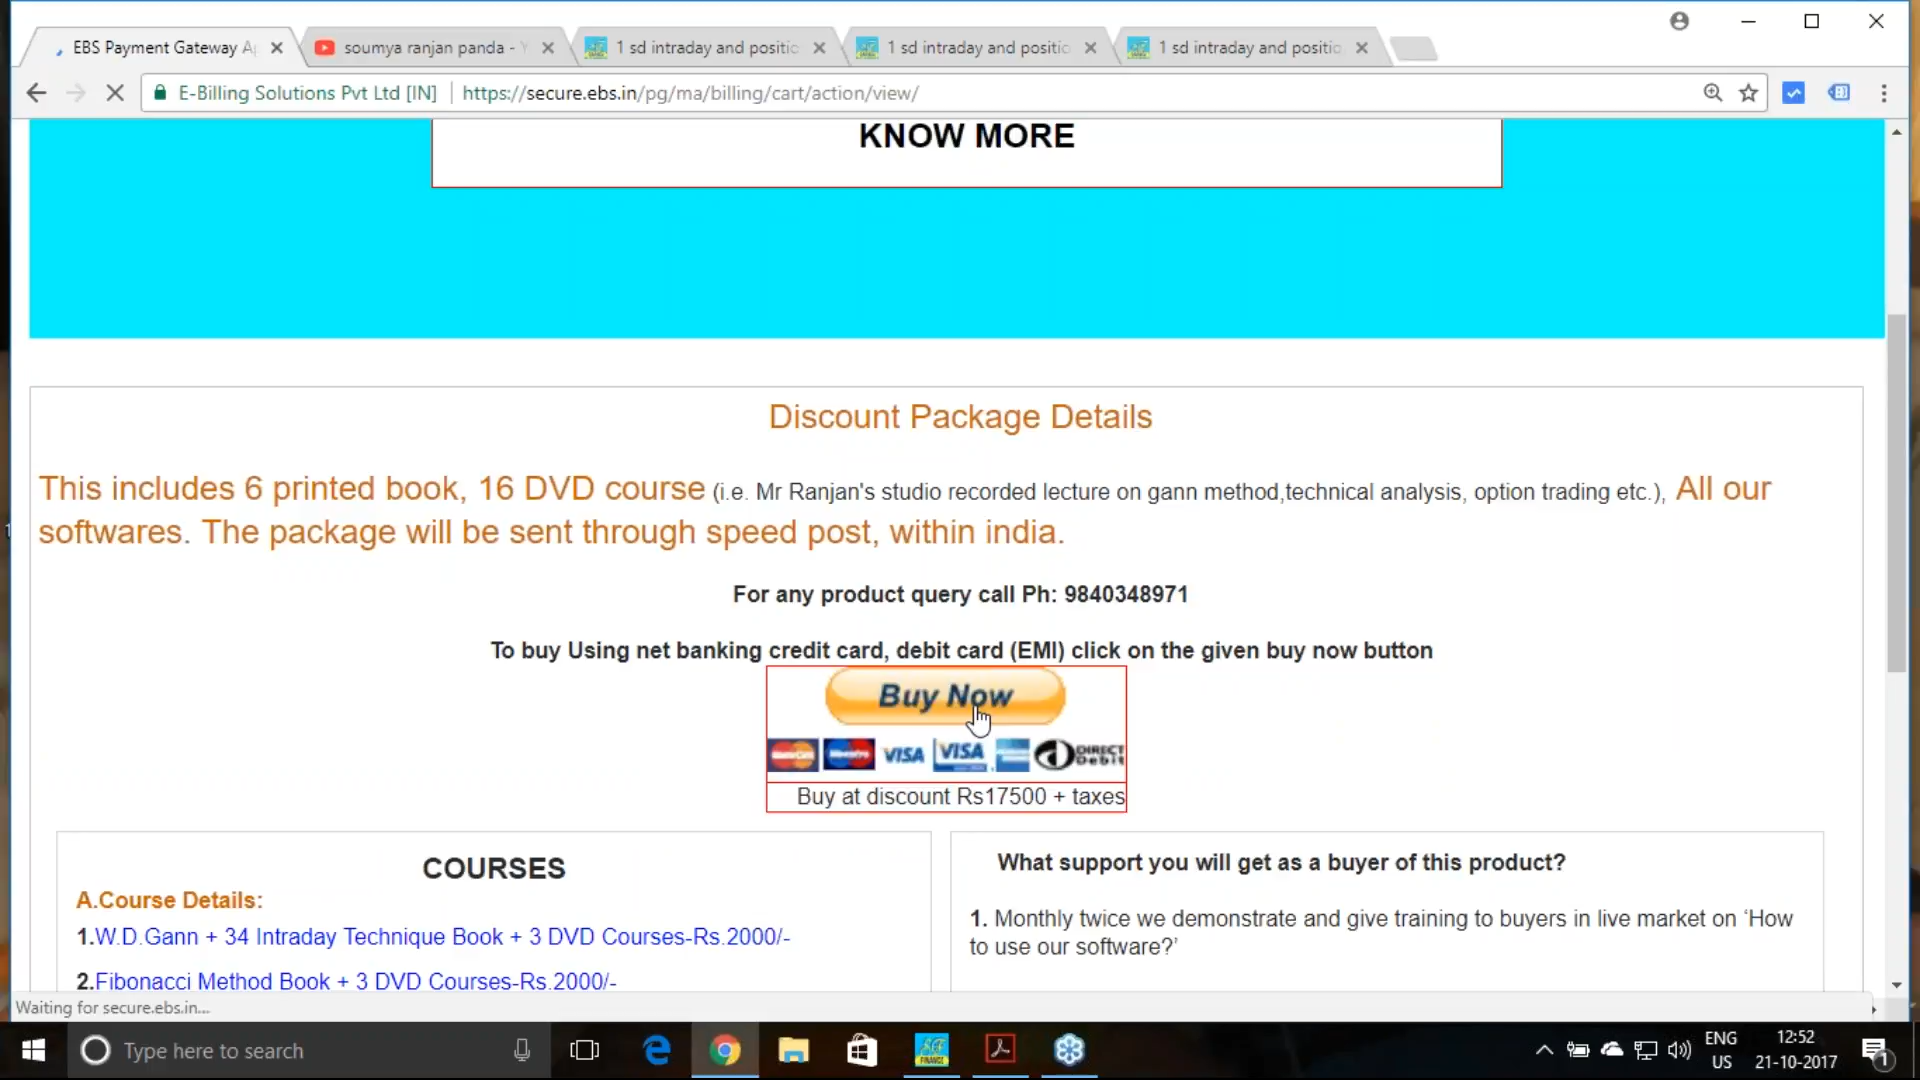 EBS Payment Gateway Ap
soumya ranjan panda - Y
1 sd intraday and positio
1 sd intraday and positio
1 sd intraday and positio
E-Billing Solutions Pvt Ltd [IN]
https://secure.ebs.in/pg/ma/billing/cart/action/view/
KNOW MORE
Discount Package Details
This includes 6 printed book, 16 DVD course (i.e. Mr Ranjan's studio recorded lecture on gann method,technical analysis, option trading etc.), All our
softwares. The package will be sent through speed post, within india.
For any product query call Ph: 9840348971
To buy Using net banking credit card, debit card (EMI) click on the given buy now button
Buy Now
MasterCard Maestro VISA VISA DIRECT Debit
Buy at discount Rs17500 + taxes
COURSES
A.Course Details:
1.W.D.Gann + 34 Intraday Technique Book + 3 DVD Courses-Rs.2000/-
2.Fibonacci Method Book + 3 DVD Courses-Rs.2000/-
What support you will get as a buyer of this product?
1. Monthly twice we demonstrate and give training to buyers in live market on ‘How
to use our software?’
Waiting for secure.ebs.in...
Type here to search
FINANCE
ENG
US
12:52
21-10-2017
1